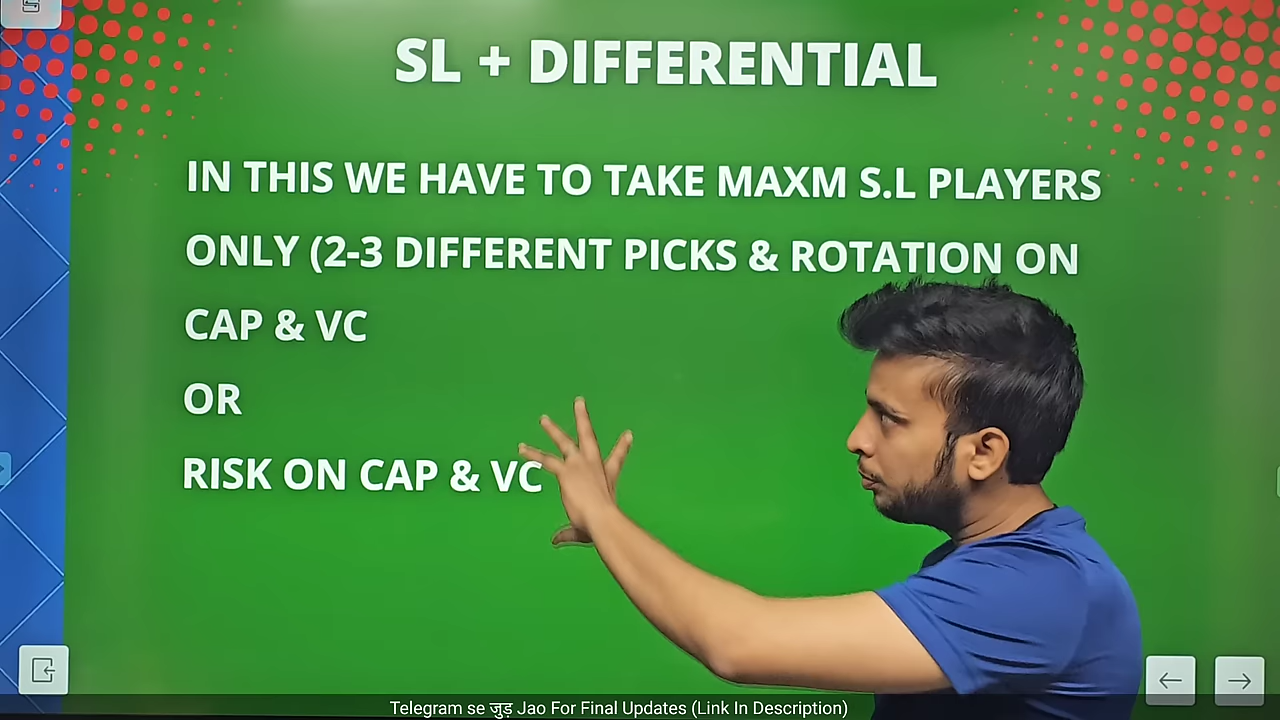 SL + DIFFERENTIAL
IN THIS WE HAVE TO TAKE MAXM S.L PLAYERS
ONLY (2-3 DIFFERENT PICKS & ROTATION ON
CAP & VC
OR
RISK ON CAP & VC
Telegram se जुड़ Jao For Final Updates (Link In Description)